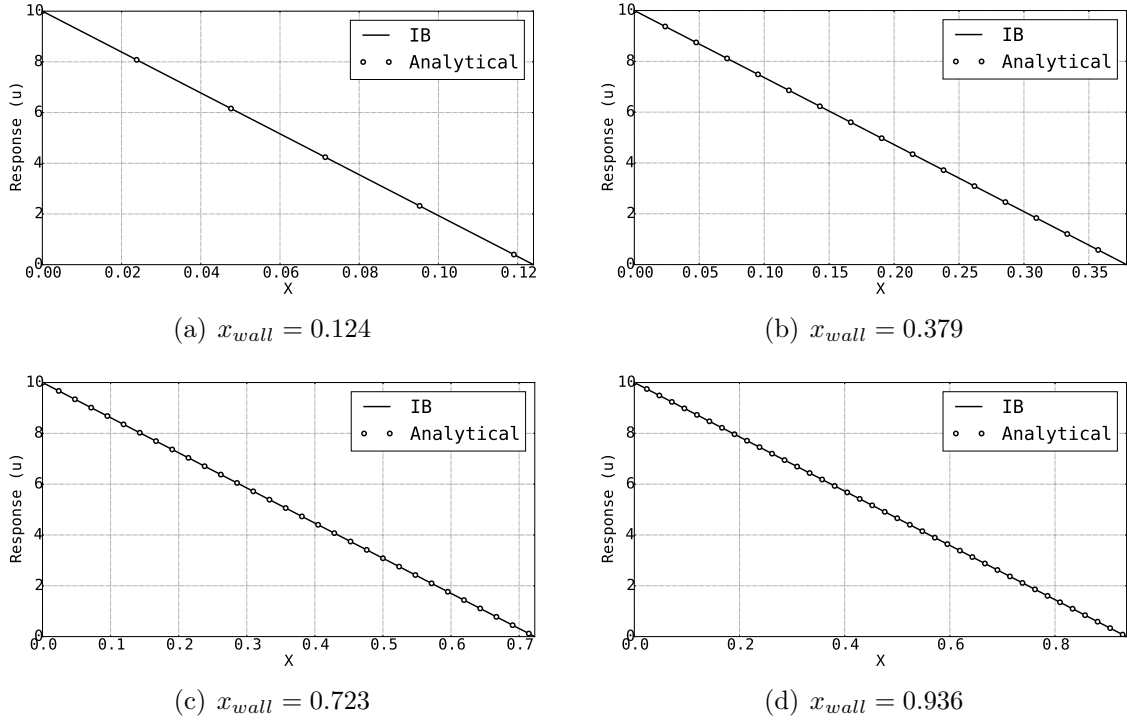 10
8
6
4
2
0
Response (u)
IB
Analytical
0.00 0.02 0.04 0.06 0.08 0.10 0.12
X
(a) x_wall = 0.124
10
8
6
4
2
0
Response (u)
IB
Analytical
0.00 0.05 0.10 0.15 0.20 0.25 0.30 0.35
X
(b) x_wall = 0.379
10
8
6
4
2
0
Response (u)
IB
Analytical
0.0 0.1 0.2 0.3 0.4 0.5 0.6 0.7
X
(c) x_wall = 0.723
10
8
6
4
2
0
Response (u)
IB
Analytical
0.0 0.2 0.4 0.6 0.8
X
(d) x_wall = 0.936